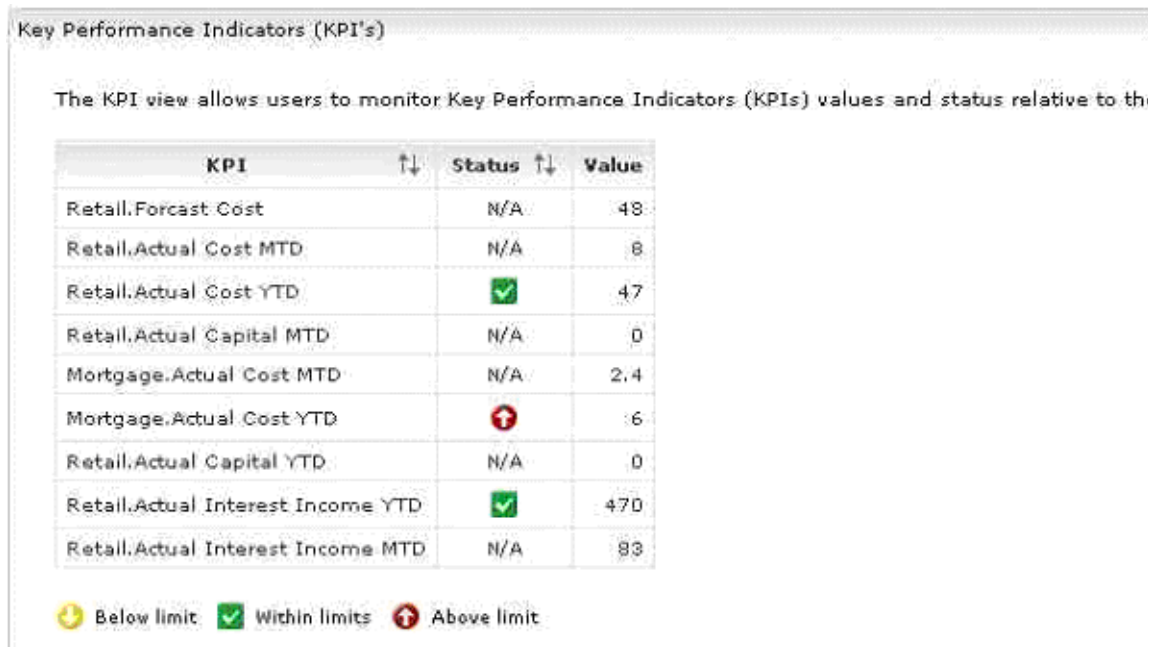 Key Performance Indicators (KPI's)
The KPI view allows users to monitor Key Performance Indicators (KPIs) values and status relative to the
KPI Status Value
Retail.Forcast Cost N/A 48
Retail.Actual Cost MTD N/A 8
Retail.Actual Cost YTD 47
Retail.Actual Capital MTD N/A 0
Mortgage.Actual Cost MTD N/A 2.4
Mortgage.Actual Cost YTD 6
Retail.Actual Capital YTD N/A 0
Retail.Actual Interest Income YTD 470
Retail.Actual Interest Income MTD N/A 83
Below limit Within limits Above limit